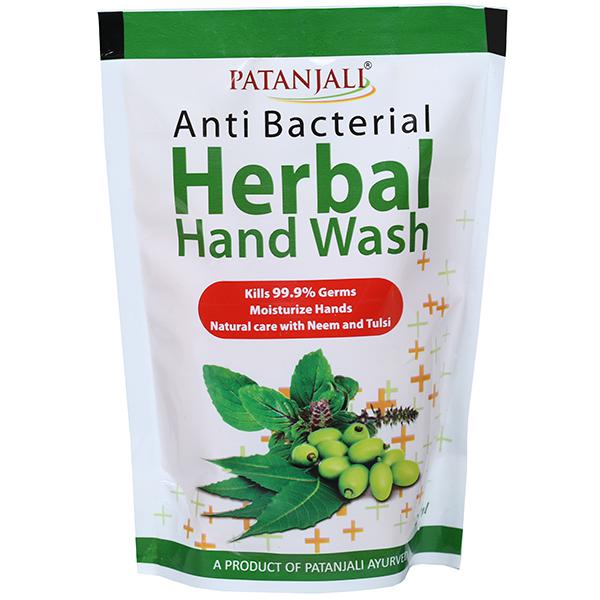 PATANJALI®
Anti Bacterial
Herbal
Hand Wash
Kills 99.9% Germs
Moisturize Hands
Natural care with Neem and Tulsi
A PRODUCT OF PATANJALI